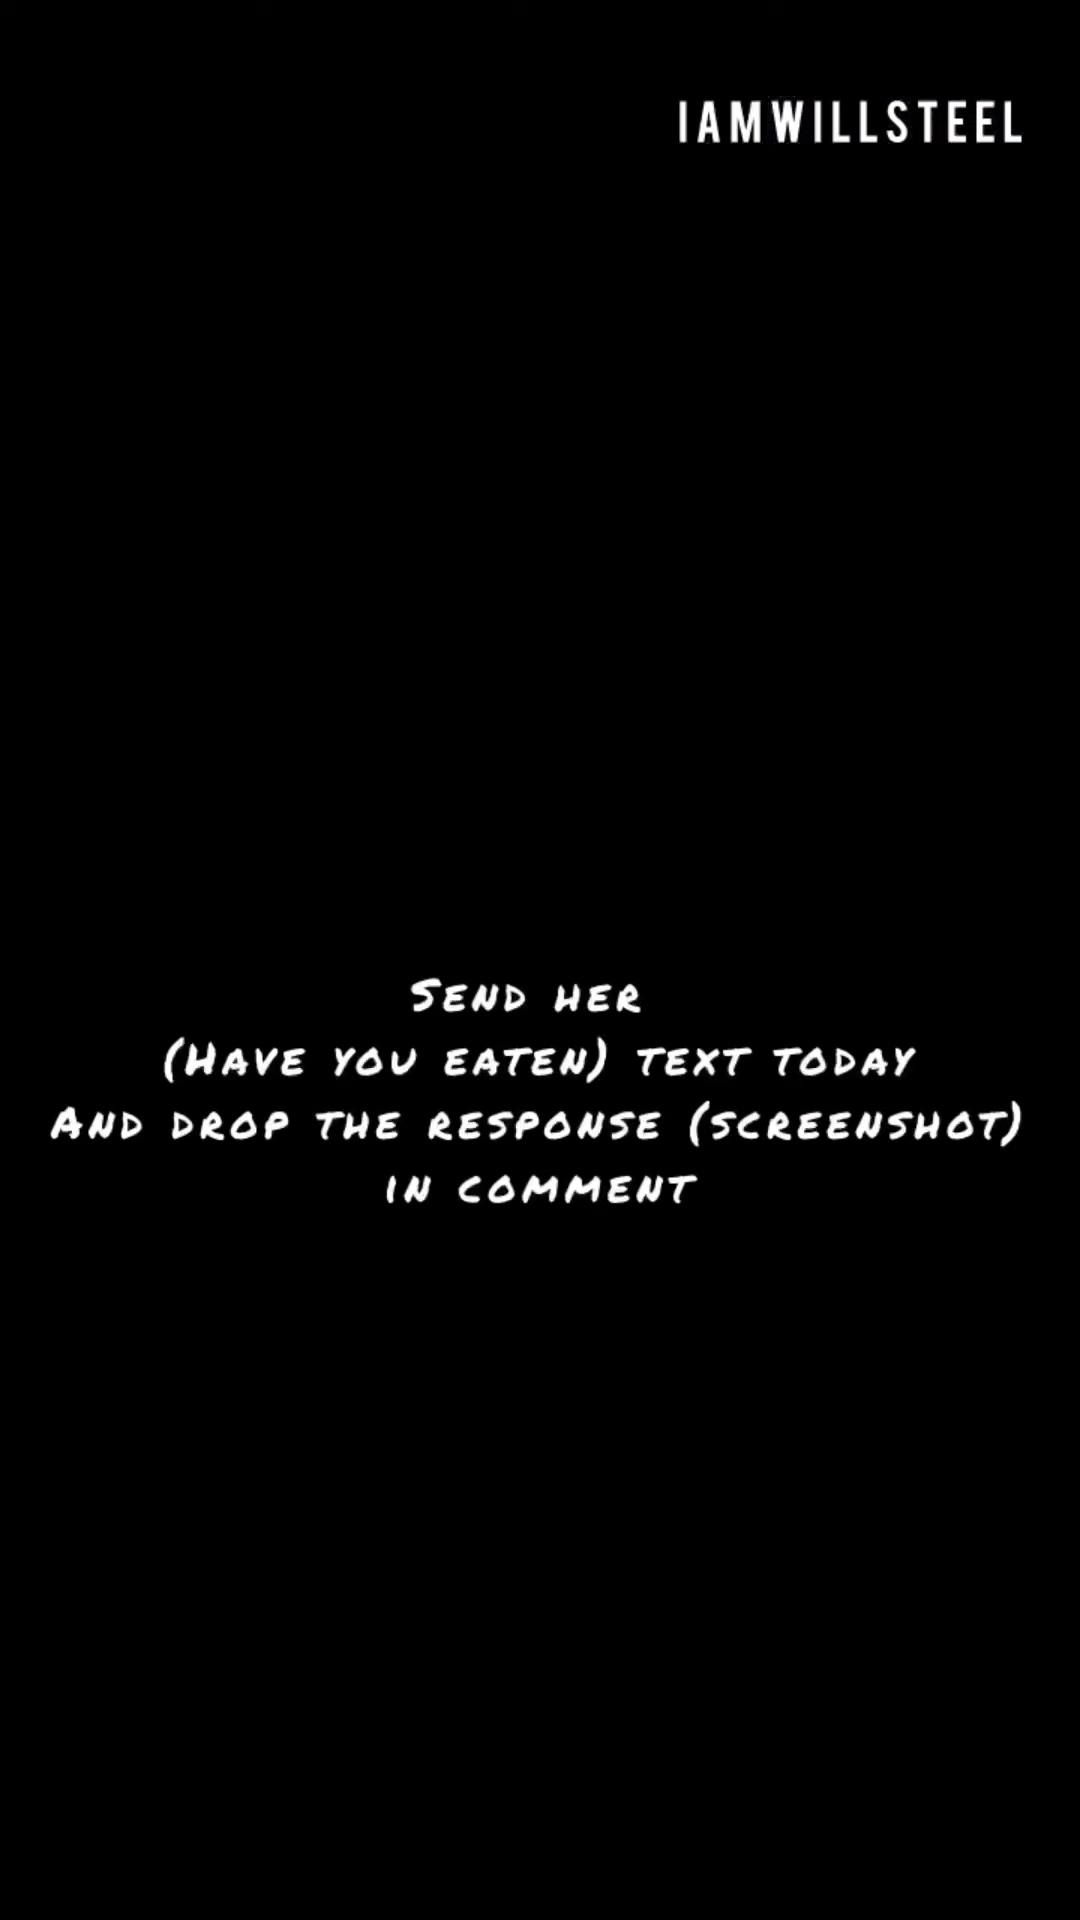 IAMWILLSTEEL
SEND HER
(HAVE YOU EATEN) TEXT TODAY
AND DROP THE RESPONSE (SCREENSHOT)
IN COMMENT